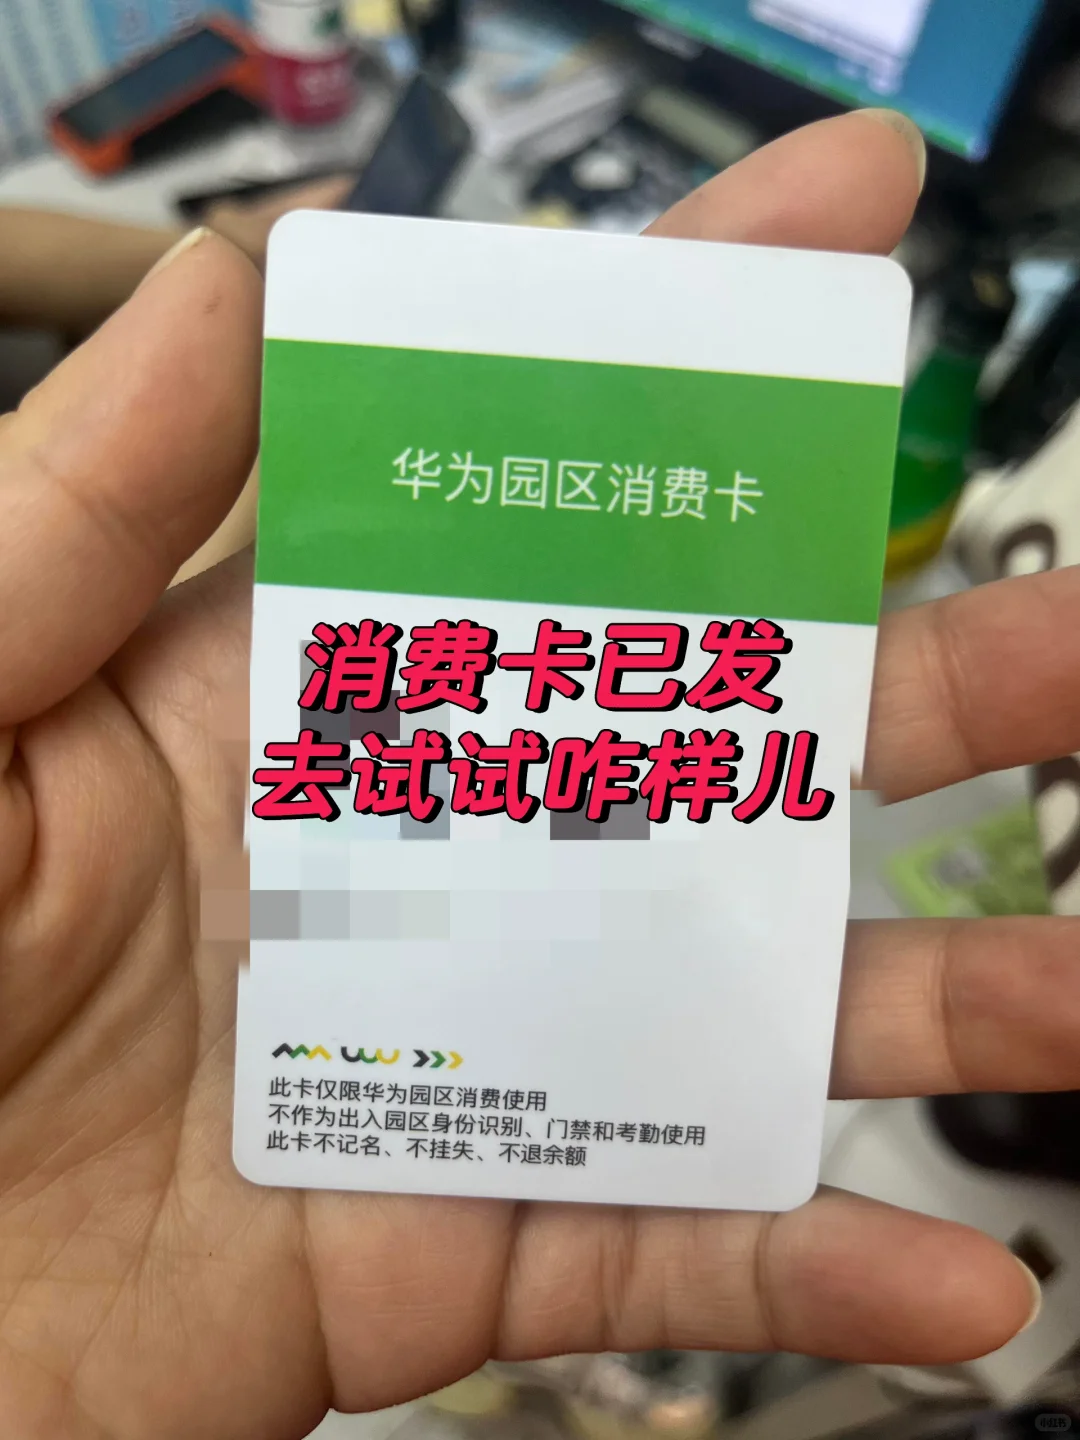 华为园区消费卡
消费卡已发
去试试咋样儿
此卡仅限华为园区消费使用
不作为出入园区身份识别、门禁和考勤使用
此卡不记名、不挂失、不退余额
小红书